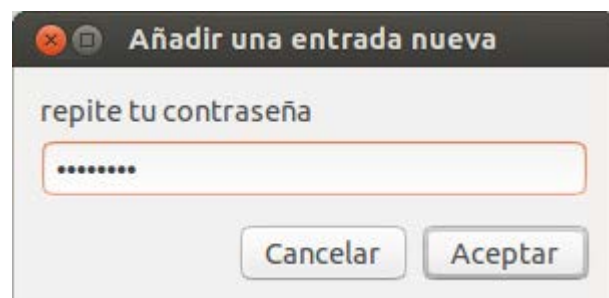 Añadir una entrada nueva
repite tu contraseña
••••••••
Cancelar Aceptar